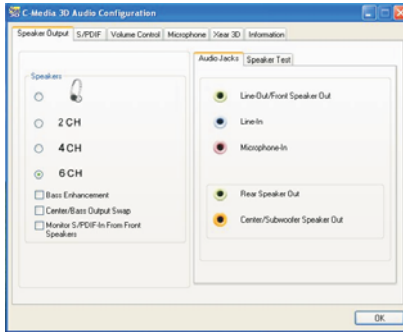 C-Media 3D Audio Configuration
Speaker Output S/PDIF Volume Control Microphone Xear 3D Information
Audio Jacks Speaker Test
Speakers
2 CH
4 CH
6 CH
Bass Enhancement
Center/Bass Output Swap
Monitor S/PDIF-In From Front
Speakers
Line-Out/Front Speaker Out
Line-In
Microphone-In
Rear Speaker Out
Center/Subwoofer Speaker Out
OK